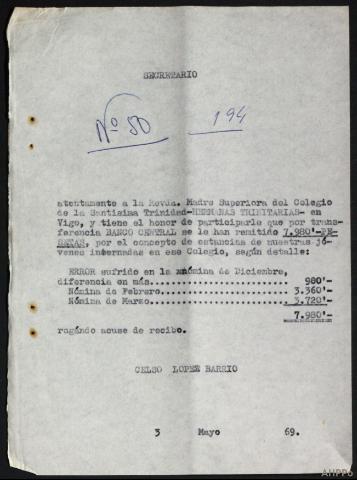 SECRETARIO
Nº 50
194
atentamente a la Revda. Madre Superiora del Colegio
de la Santísima Trinidad-HERMANAS TRINITARIAS- en
Vigo, y tiene el honor de participarle que por trans-
ferencia BANCO CENTRAL se le han remitido 7.980'-PE-
SETAS, por el concepto de estancias de nuestras jó-
venes internadas en ese Colegio, según detalle:
ERROR sufrido en la nómina de Diciembre,
diferencia en más.................... 980'-
Nómina de Febrero.................... 3.360'-
Nómina de Marzo...................... 3.720'-
7.980'-
rogándo acuse de recibo.
CELSO LOPEZ BARRIO
3 Mayo 69.
AHPPo